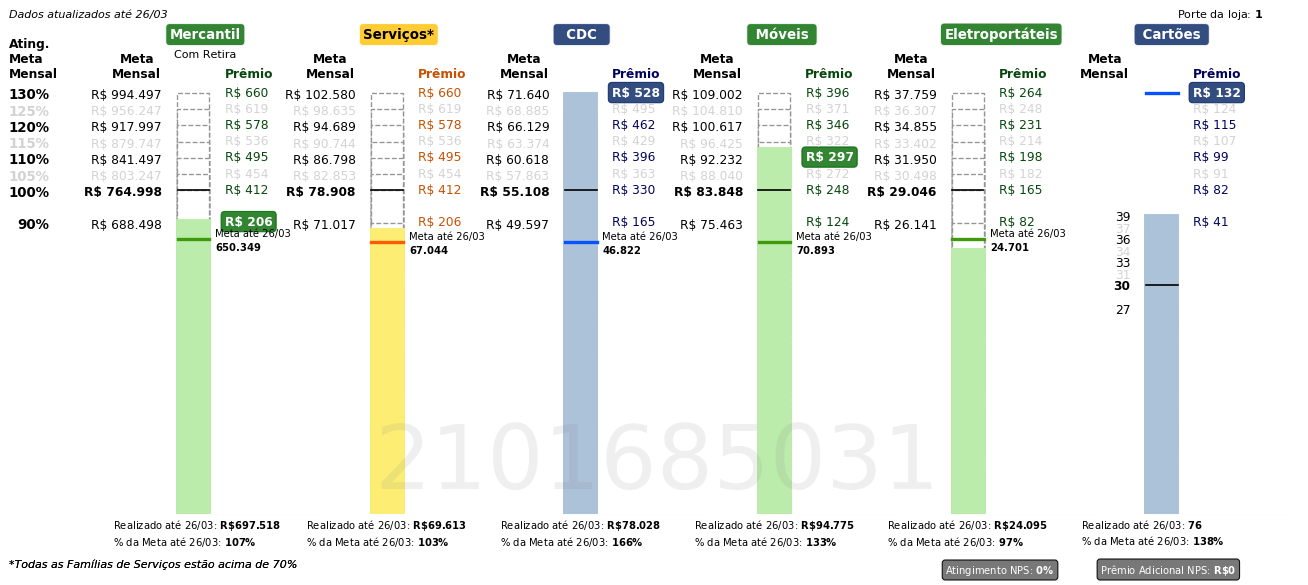 Dados atualizados até 26/03
Porte da loja: 1
Mercantil Serviços* CDC Móveis Eletroportáteis Cartões
Com Retira
Ating. Meta Mensal
Meta Mensal Prêmio Meta Mensal Prêmio Meta Mensal Prêmio Meta Mensal Prêmio Meta Mensal Prêmio Meta Mensal Prêmio
130% R$ 994.497 R$ 660 R$ 102.580 R$ 660 R$ 71.640 R$ 528 R$ 109.002 R$ 396 R$ 37.759 R$ 264 R$ 132
125% R$ 956.247 R$ 619 R$ 98.635 R$ 619 R$ 68.885 R$ 495 R$ 104.810 R$ 371 R$ 36.307 R$ 248 R$ 124
120% R$ 917.997 R$ 578 R$ 94.689 R$ 578 R$ 66.129 R$ 462 R$ 100.617 R$ 346 R$ 34.855 R$ 231 R$ 115
115% R$ 879.747 R$ 536 R$ 90.744 R$ 536 R$ 63.374 R$ 429 R$ 96.425 R$ 322 R$ 33.402 R$ 214 R$ 107
110% R$ 841.497 R$ 495 R$ 86.798 R$ 495 R$ 60.618 R$ 396 R$ 92.232 R$ 297 R$ 31.950 R$ 198 R$ 99
105% R$ 803.247 R$ 454 R$ 82.853 R$ 454 R$ 57.863 R$ 363 R$ 88.040 R$ 272 R$ 30.498 R$ 182 R$ 91
100% R$ 764.998 R$ 412 R$ 78.908 R$ 412 R$ 55.108 R$ 330 R$ 83.848 R$ 248 R$ 29.046 R$ 165 R$ 82
90% R$ 688.498 R$ 206 R$ 71.017 R$ 206 R$ 49.597 R$ 165 R$ 75.463 R$ 124 R$ 26.141 R$ 82 R$ 41
39
37
36
34
33
31
30
27
Meta até 26/03 Meta até 26/03 Meta até 26/03 Meta até 26/03 Meta até 26/03
650.349 67.044 46.822 70.893 24.701
2101685031
Realizado até 26/03: R$697.518 Realizado até 26/03: R$69.613 Realizado até 26/03: R$78.028 Realizado até 26/03: R$94.775 Realizado até 26/03: R$24.095 Realizado até 26/03: 76
% da Meta até 26/03: 107% % da Meta até 26/03: 103% % da Meta até 26/03: 166% % da Meta até 26/03: 133% % da Meta até 26/03: 97% % da Meta até 26/03: 138%
*Todas as Famílias de Serviços estão acima de 70%
Atingimento NPS: 0% Prêmio Adicional NPS: R$0